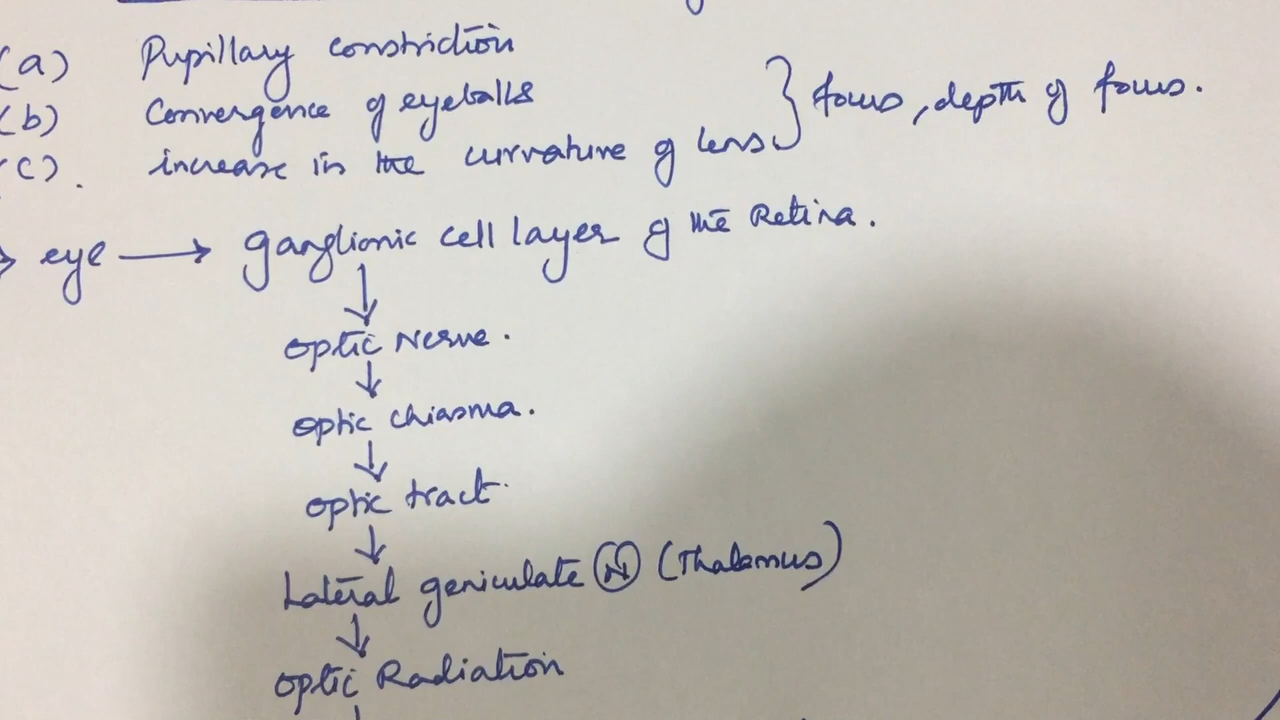 (a) Pupillary constriction
(b) Convergence of eyeballs
(c). increase in the curvature of lens } focus, depth of focus.
→ eye → ganglionic cell layer of the Retina.
↓
optic Nerve.
↓
optic chiasma.
↓
optic tract.
↓
Lateral geniculate (N) (Thalamus)
↓
optic Radiation